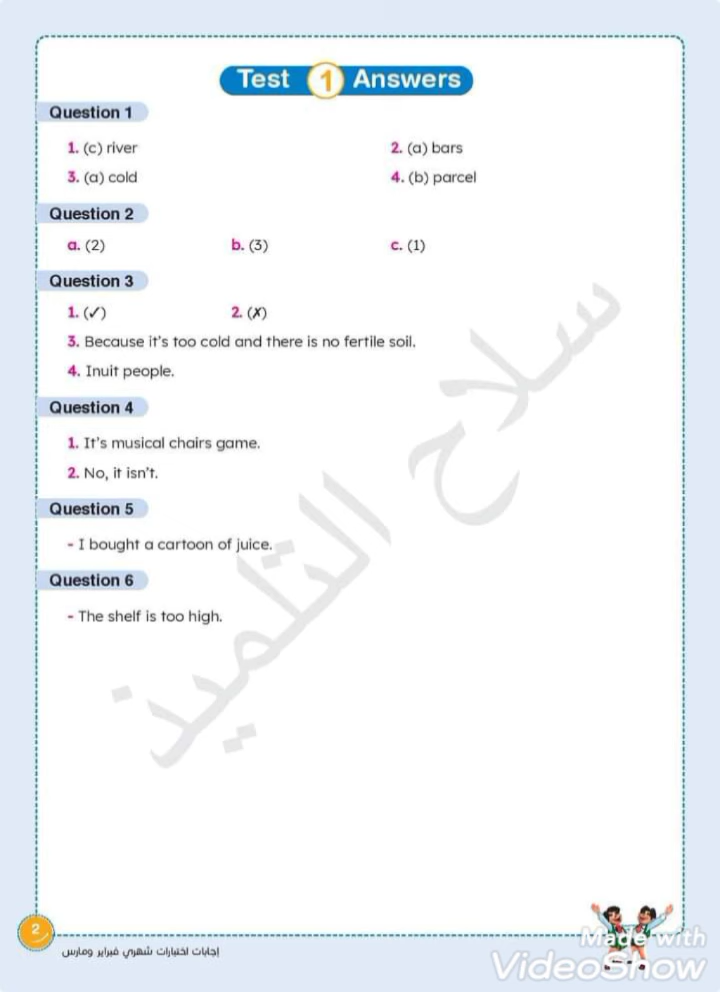 Test 1 Answers
Question 1
1. (c) river 2. (a) bars
3. (a) cold 4. (b) parcel
Question 2
a. (2) b. (3) c. (1)
Question 3
1. (✓) 2. (✗)
3. Because it's too cold and there is no fertile soil.
4. Inuit people.
Question 4
1. It's musical chairs game.
2. No, it isn't.
Question 5
- I bought a cartoon of juice.
Question 6
- The shelf is too high.
سلاح التلميذ
2
إجابات اختبارات شهري فبراير ومارس
Made with
VideoShow